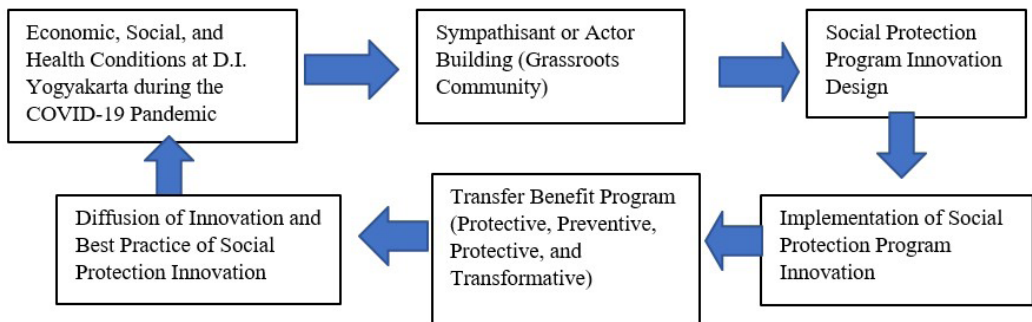 Economic, Social, and
Health Conditions at D.I.
Yogyakarta during the
COVID-19 Pandemic
Sympathisant or Actor
Building (Grassroots
Community)
Social Protection
Program Innovation
Design
Implementation of Social
Protection Program
Innovation
Transfer Benefit Program
(Protective, Preventive,
Protective, and
Transformative)
Diffusion of Innovation and
Best Practice of Social
Protection Innovation